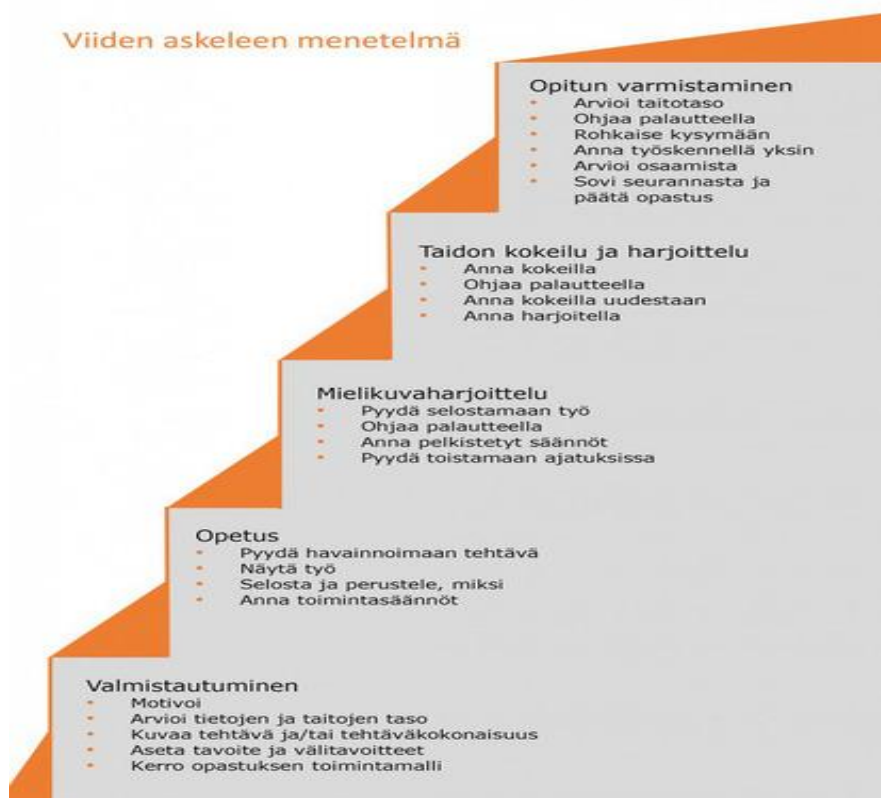 Viiden askeleen menetelmä
Opitun varmistaminen
• Arvioi taitotaso
• Ohjaa palautteella
• Rohkaise kysymään
• Anna työskennellä yksin
• Arvioi osaamista
• Sovi seurannasta ja
päätä opastus
Taidon kokeilu ja harjoittelu
• Anna kokeilla
• Ohjaa palautteella
• Anna kokeilla uudestaan
• Anna harjoitella
Mielikuvaharjoittelu
• Pyydä selostamaan työ
• Ohjaa palautteella
• Anna pelkistetyt säännöt
• Pyydä toistamaan ajatuksissa
Opetus
• Pyydä havainnoimaan tehtävä
• Näytä työ
• Selosta ja perustele, miksi
• Anna toimintasäännöt
Valmistautuminen
• Motivoi
• Arvioi tietojen ja taitojen taso
• Kuvaa tehtävä ja/tai tehtäväkokonaisuus
• Aseta tavoite ja välitavoitteet
• Kerro opastuksen toimintamalli